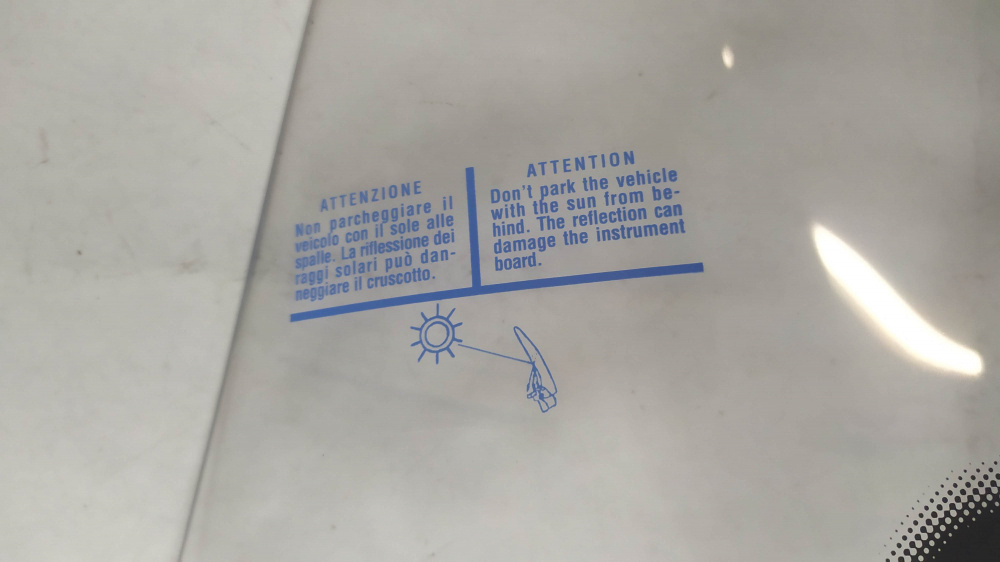 ATTENZIONE
Non parcheggiare il
veicolo con il sole alle
spalle. La riflessione dei
raggi solari può dan-
neggiare il cruscotto.
ATTENTION
Don't park the vehicle
with the sun from be-
hind. The reflection can
damage the instrument
board.